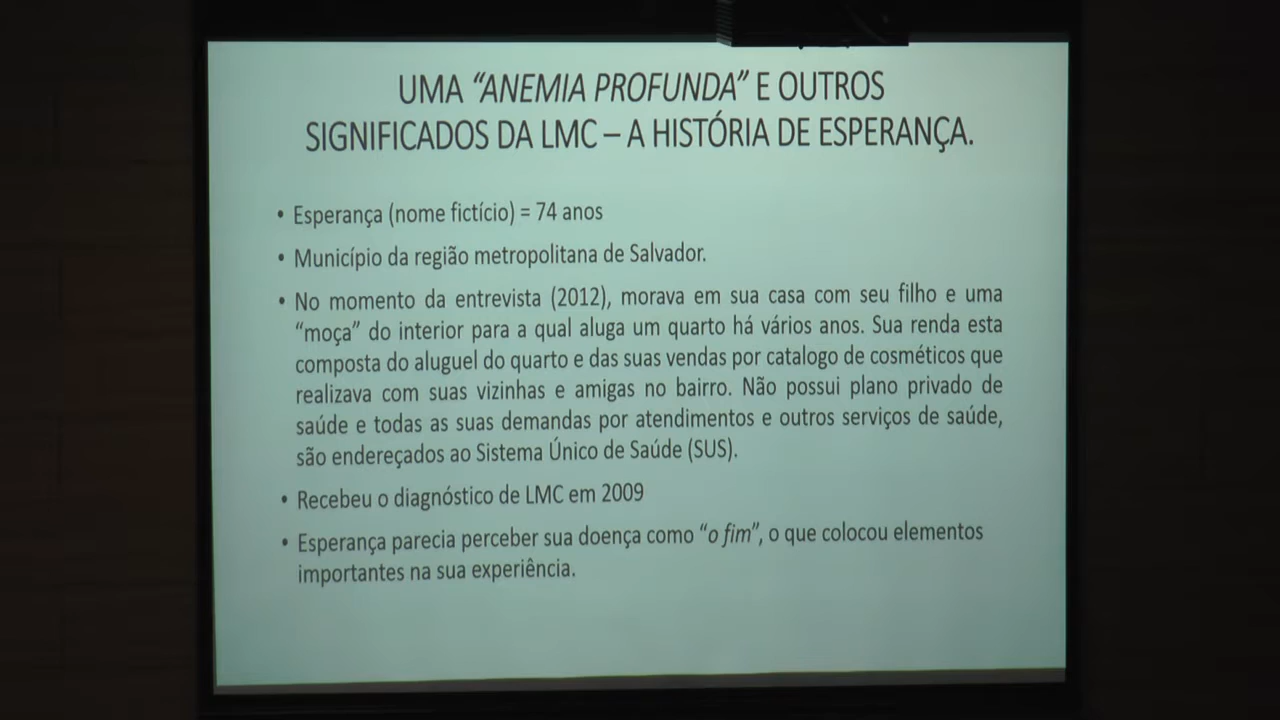 UMA “ANEMIA PROFUNDA” E OUTROS
SIGNIFICADOS DA LMC – A HISTÓRIA DE ESPERANÇA.
• Esperança (nome fictício) = 74 anos
• Município da região metropolitana de Salvador.
• No momento da entrevista (2012), morava em sua casa com seu filho e uma
“moça” do interior para a qual aluga um quarto há vários anos. Sua renda esta
composta do aluguel do quarto e das suas vendas por catalogo de cosméticos que
realizava com suas vizinhas e amigas no bairro. Não possui plano privado de
saúde e todas as suas demandas por atendimentos e outros serviços de saúde,
são endereçados ao Sistema Único de Saúde (SUS).
• Recebeu o diagnóstico de LMC em 2009
• Esperança parecia perceber sua doença como “o fim”, o que colocou elementos
importantes na sua experiência.